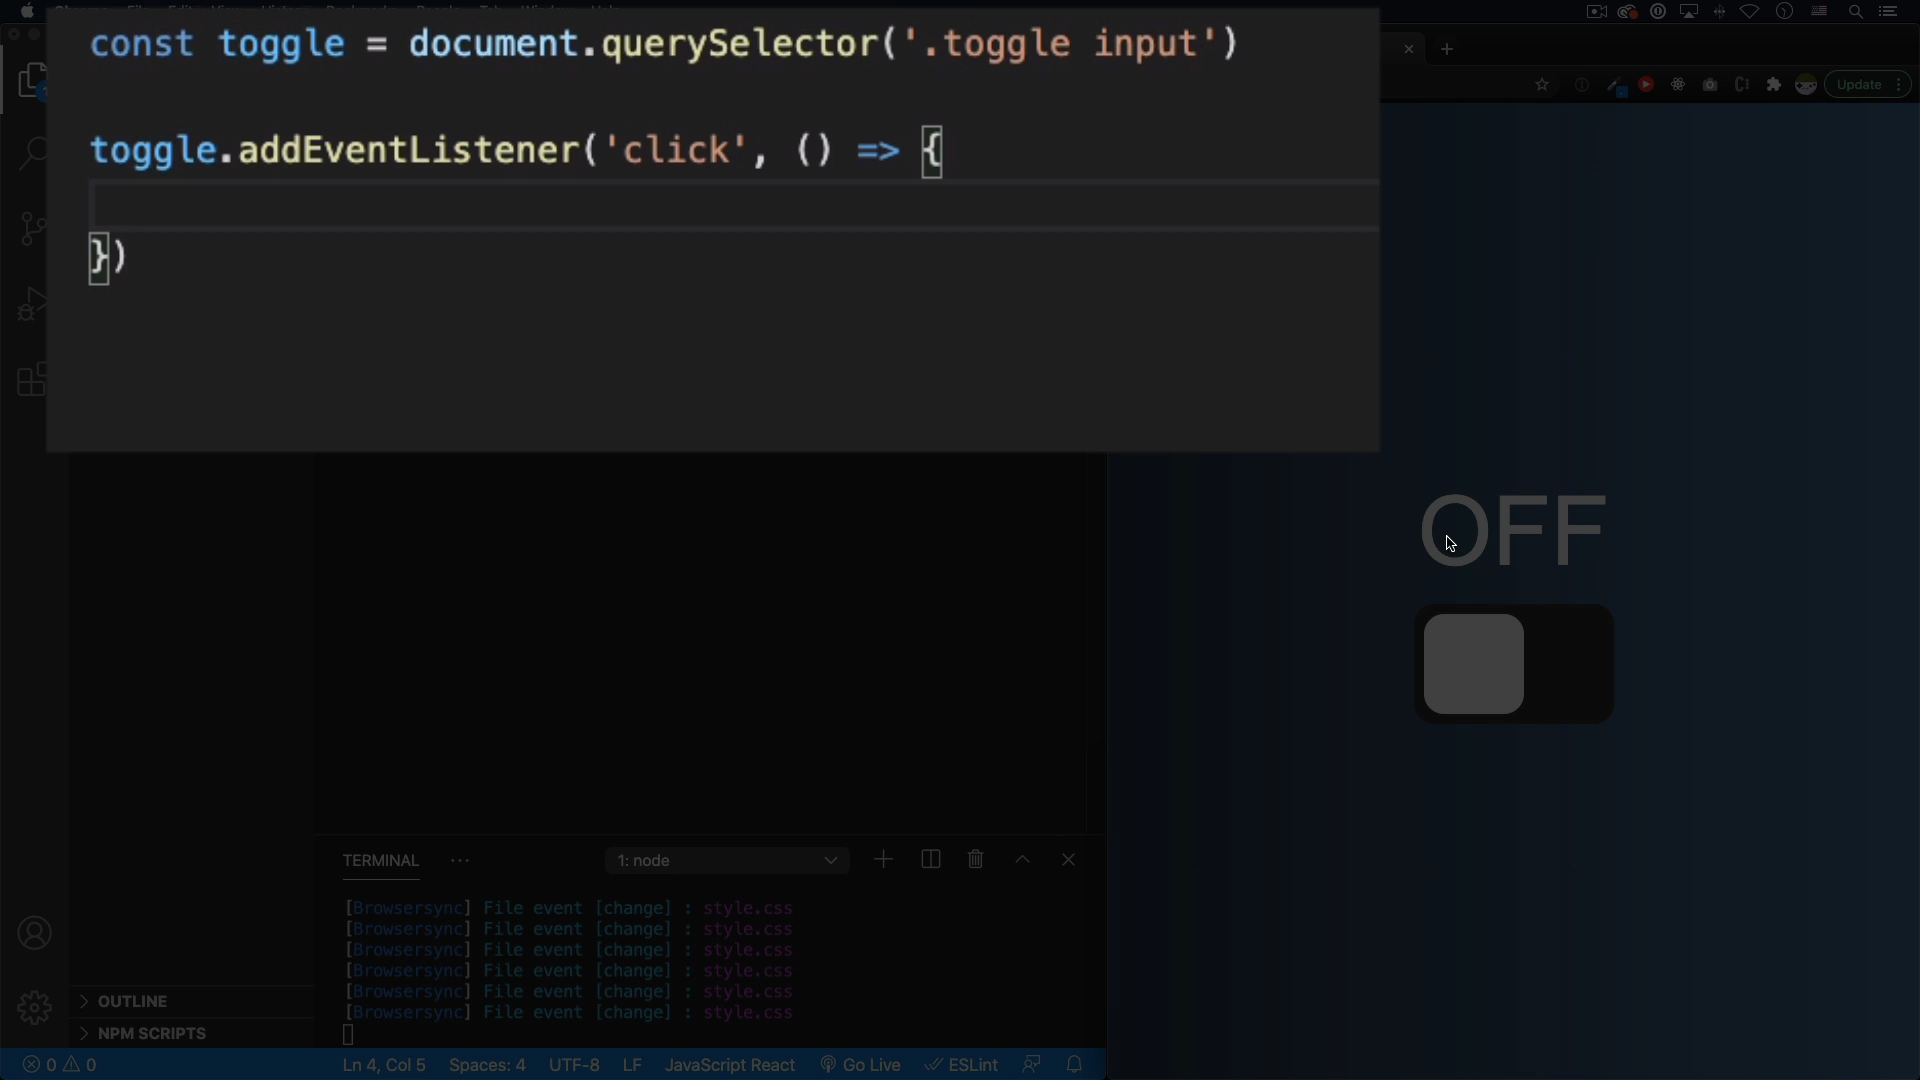 const toggle = document.querySelector('.toggle input')
toggle.addEventListener('click', () => {
})
Update
OFF
TERMINAL
1: node
[Browsersync] File event [change] : style.css
[Browsersync] File event [change] : style.css
[Browsersync] File event [change] : style.css
[Browsersync] File event [change] : style.css
[Browsersync] File event [change] : style.css
[Browsersync] File event [change] : style.css
OUTLINE
NPM SCRIPTS
0 0 Ln 4, Col 5 Spaces: 4 UTF-8 LF JavaScript React Go Live ESLint